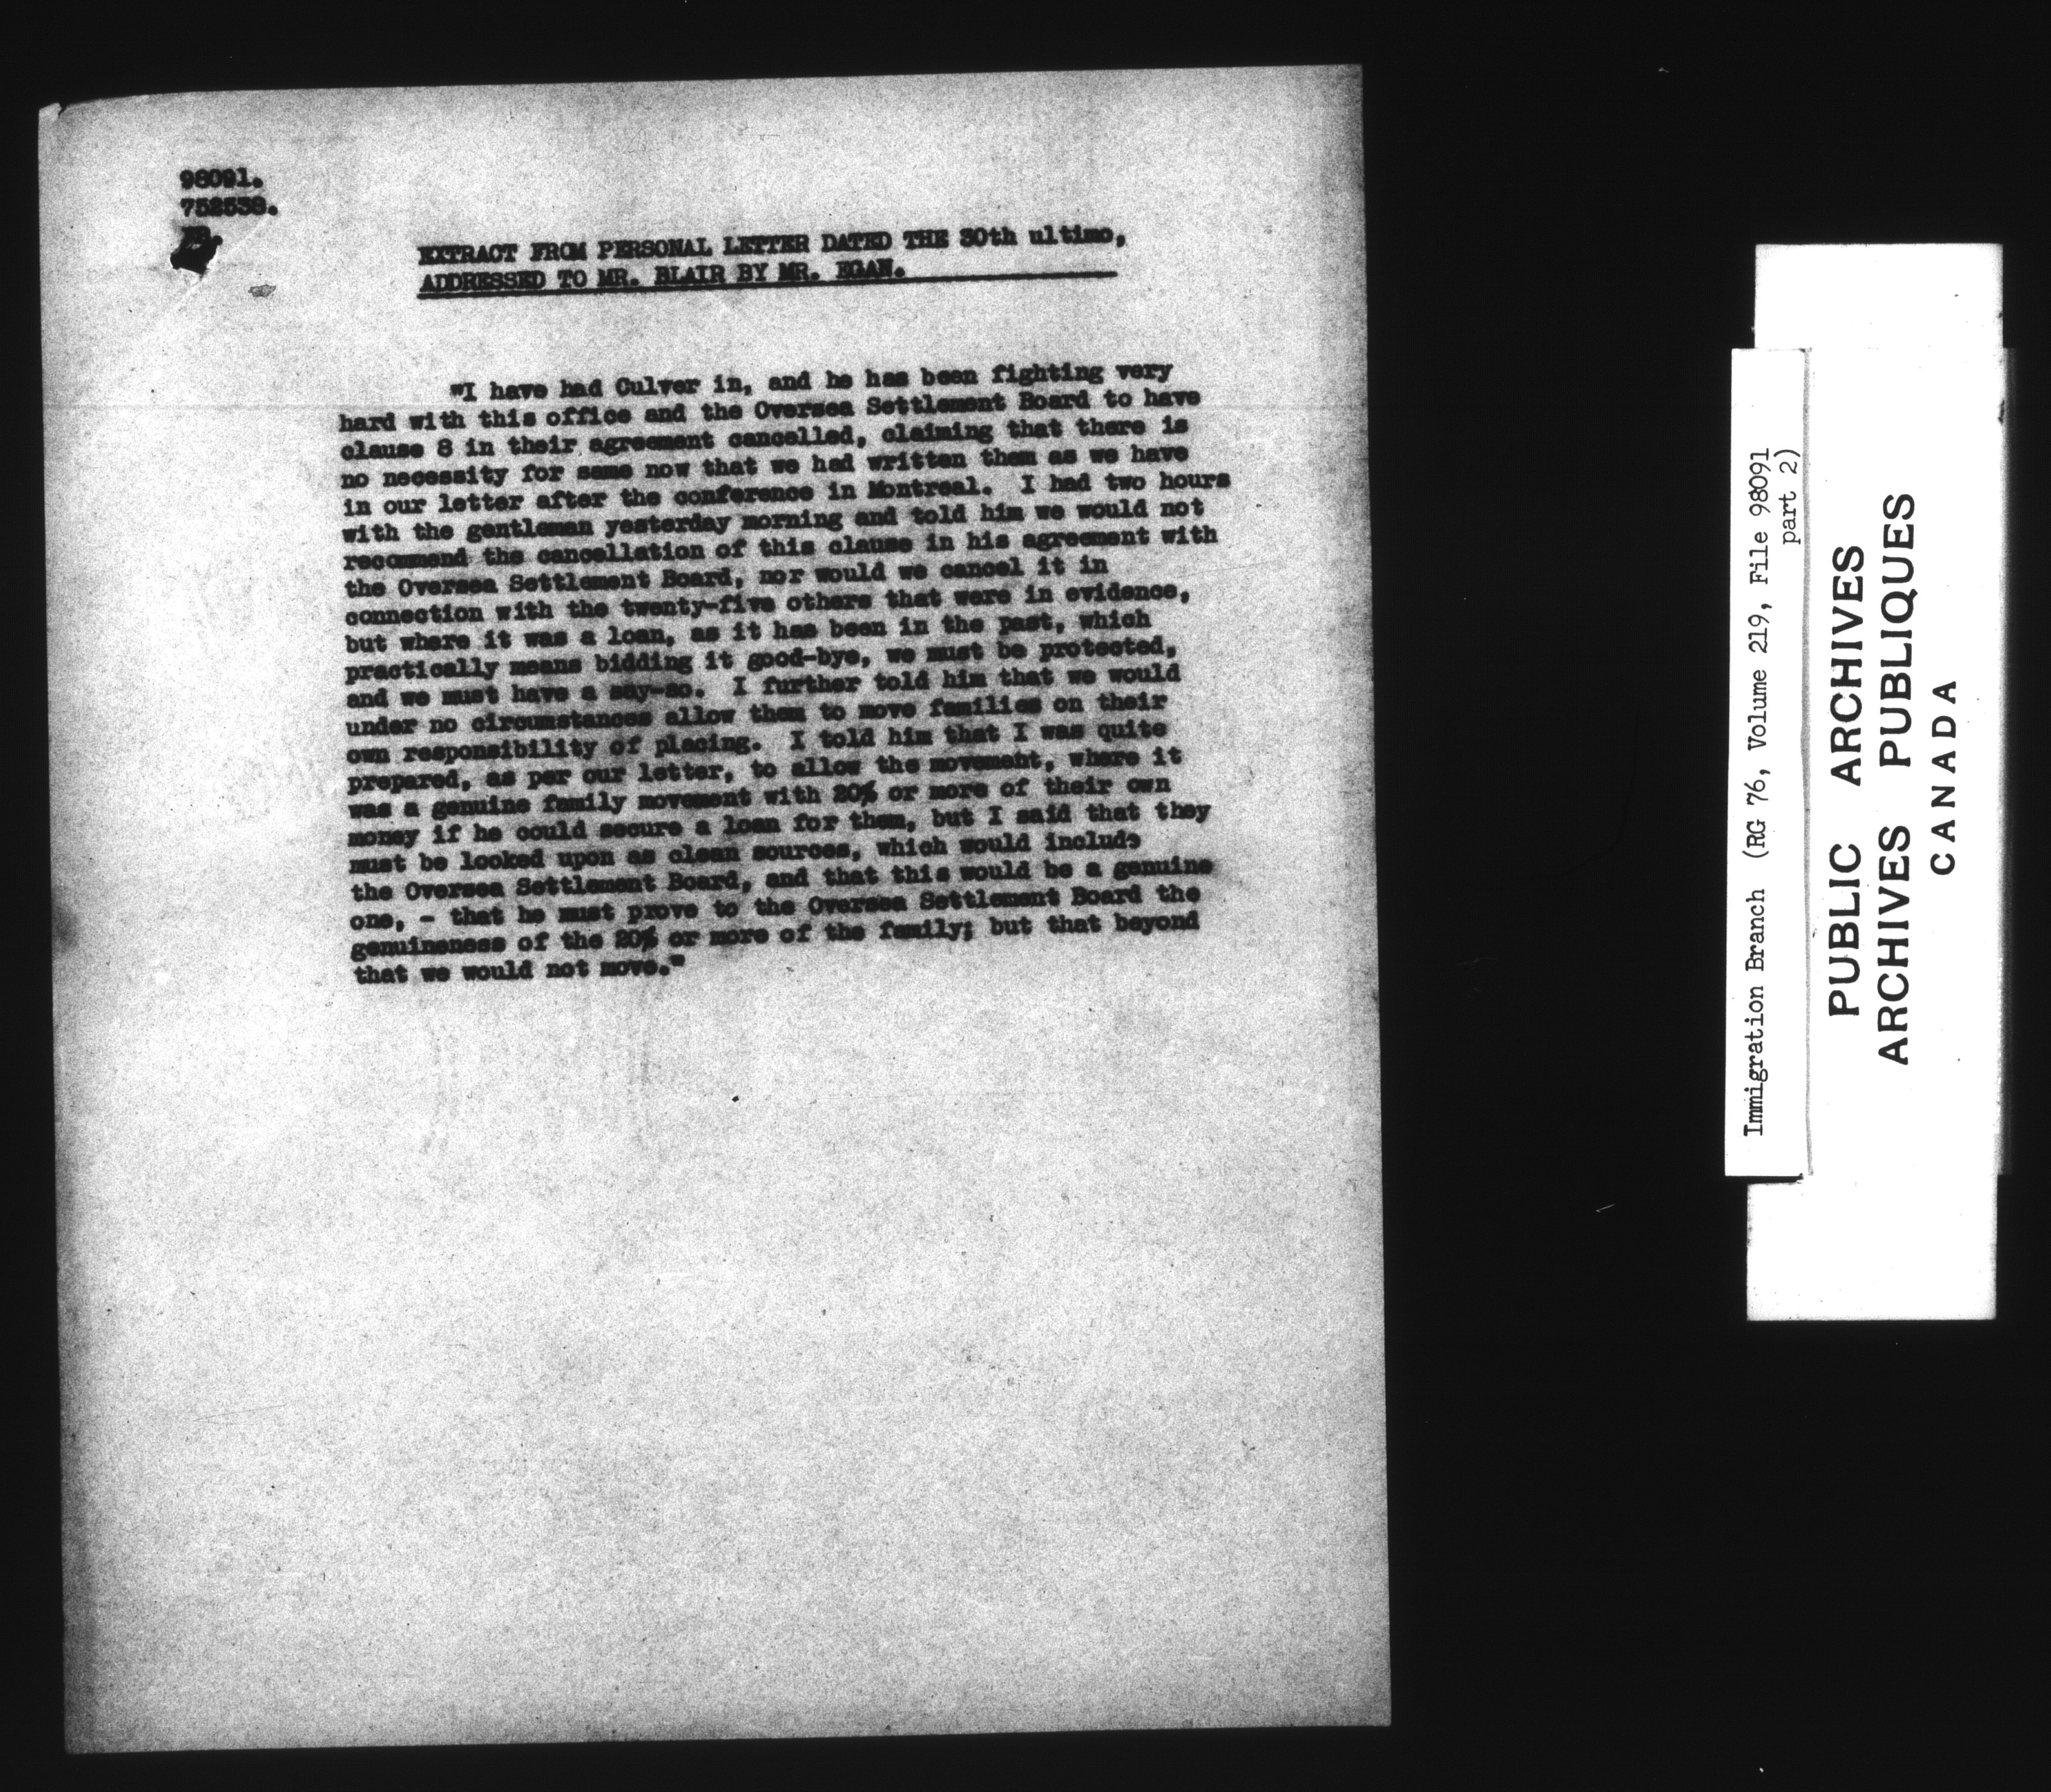 98091.
752538.
EXTRACT FROM PERSONAL LETTER DATED THE 30th ultimo,
ADDRESSED TO MR. BLAIR BY MR. EGAN.
"I have had Culver in, and he has been fighting very
hard with this office and the Oversea Settlement Board to have
clause 8 in their agreement cancelled, claiming that there is
no necessity for same now that we had written them as we have
in our letter after the conference in Montreal. I had two hours
with the gentleman yesterday morning and told him we would not
recommend the cancellation of this clause in his agreement with
the Oversea Settlement Board, nor would we cancel it in
connection with the twenty-five others that were in evidence,
but where it was a loan, as it has been in the past, which
practically means bidding it good-bye, we must be protected,
and we must have a say-so. I further told him that we would
under no circumstances allow them to move families on their
own responsibility of placing. I told him that I was quite
prepared, as per our letter, to allow the movement, where it
was a genuine family movement with 20% or more of their own
money if he could secure a loan for them, but I said that they
must be looked upon as clean sources, which would include
the Oversea Settlement Board, and that this would be a genuine
one, - that he must prove to the Oversea Settlement Board the
genuineness of the 20% or more of the family; but that beyond
that we would not move."
Immigration Branch (RG 76, Volume 219, File 98091
part 2)
PUBLIC ARCHIVES
ARCHIVES PUBLIQUES
CANADA